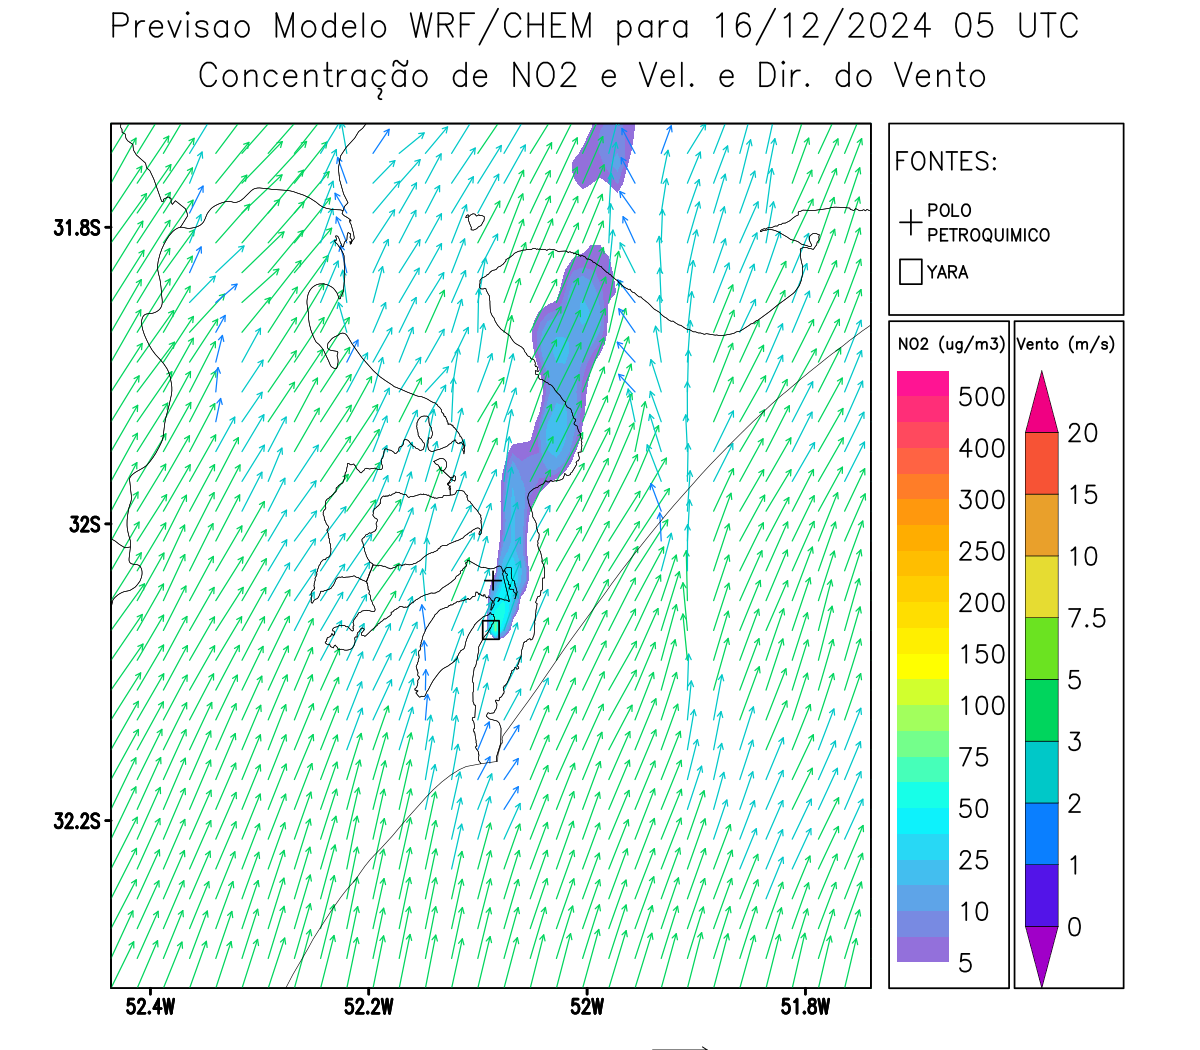 Previsao Modelo WRF/CHEM para 16/12/2024 05 UTC
Concentração de NO2 e Vel. e Dir. do Vento
FONTES:
POLO
PETROQUIMICO
YARA
NO2 (ug/m3)
500
400
300
250
200
150
100
75
50
25
10
5
Vento (m/s)
20
15
10
7.5
5
3
2
1
0
31.8S
32S
32.2S
52.4W
52.2W
52W
51.8W